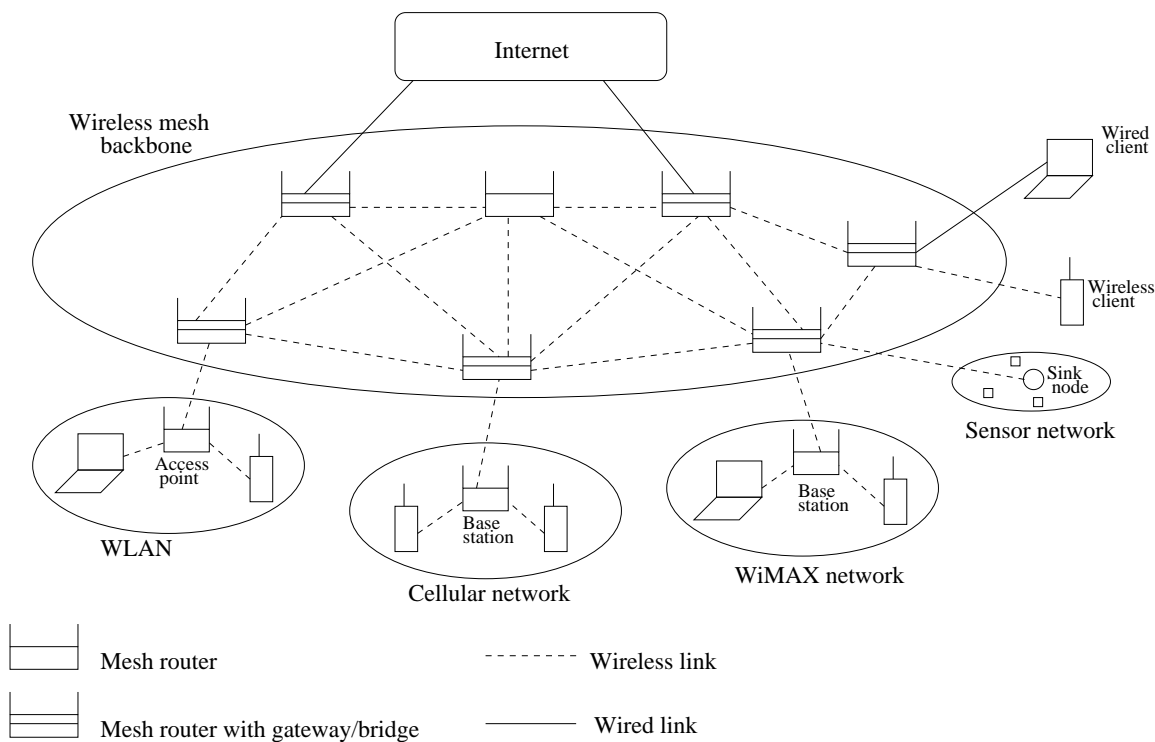 Internet
Wireless mesh
backbone
Wired
client
Wireless
client
Sink
node
Sensor network
Access
point
WLAN
Base
station
Cellular network
Base
station
WiMAX network
Mesh router
Wireless link
Mesh router with gateway/bridge
Wired link